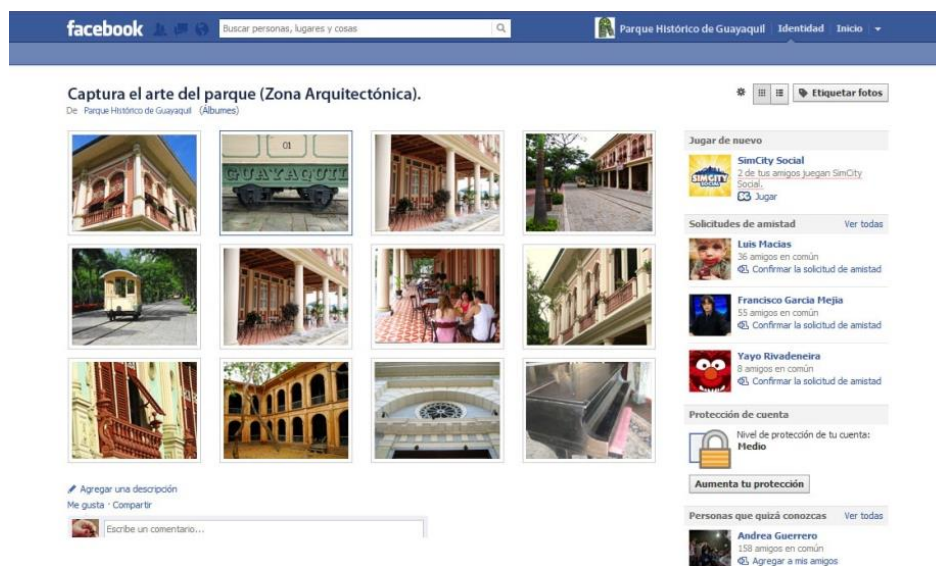 facebook
Buscar personas, lugares y cosas
Parque Histórico de Guayaquil
Identidad
Inicio
Captura el arte del parque (Zona Arquitectónica).
De Parque Histórico de Guayaquil (Álbumes)
Etiquetar fotos
01
GUAYAQUIL
Agregar una descripción
Me gusta · Compartir
Escribe un comentario...
Jugar de nuevo
SIMCITY
SOCIAL
SimCity Social
2 de tus amigos juegan SimCity
Social.
Jugar
Solicitudes de amistad Ver todas
Luis Macias
36 amigos en común
Confirmar la solicitud de amistad
Francisco Garcia Mejia
55 amigos en común
Confirmar la solicitud de amistad
Yayo Rivadeneira
8 amigos en común
Confirmar la solicitud de amistad
Protección de cuenta
Nivel de protección de tu cuenta:
Medio
Aumenta tu protección
Personas que quizá conozcas Ver todas
Andrea Guerrero
158 amigos en común
Agregar a mis amigos